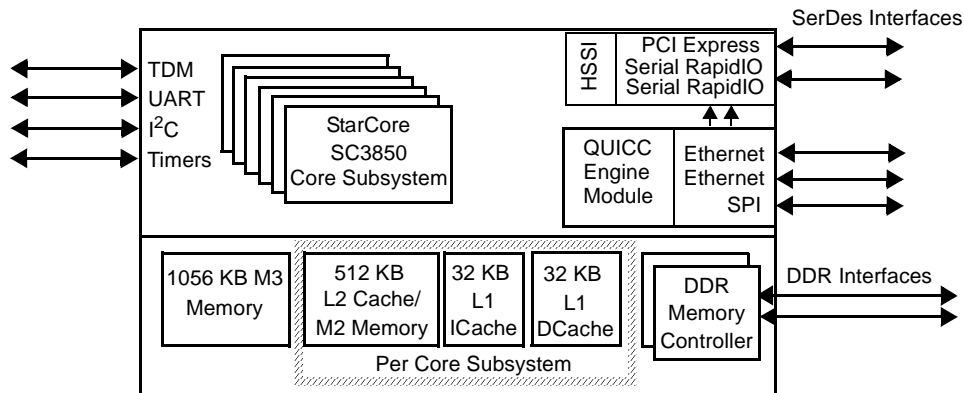 SerDes Interfaces
TDM
UART
I²C
Timers
StarCore
SC3850
Core Subsystem
HSSI
PCI Express
Serial RapidIO
Serial RapidIO
QUICC
Engine
Module
Ethernet
Ethernet
SPI
1056 KB M3
Memory
512 KB
L2 Cache/
M2 Memory
32 KB
L1
ICache
32 KB
L1
DCache
Per Core Subsystem
DDR
Memory
Controller
DDR Interfaces